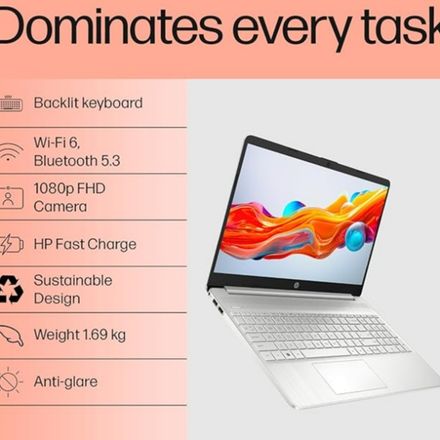 Dominates every task
Backlit keyboard
Wi-Fi 6,
Bluetooth 5.3
1080p FHD
Camera
HP Fast Charge
Sustainable
Design
Weight 1.69 kg
Anti-glare
hp